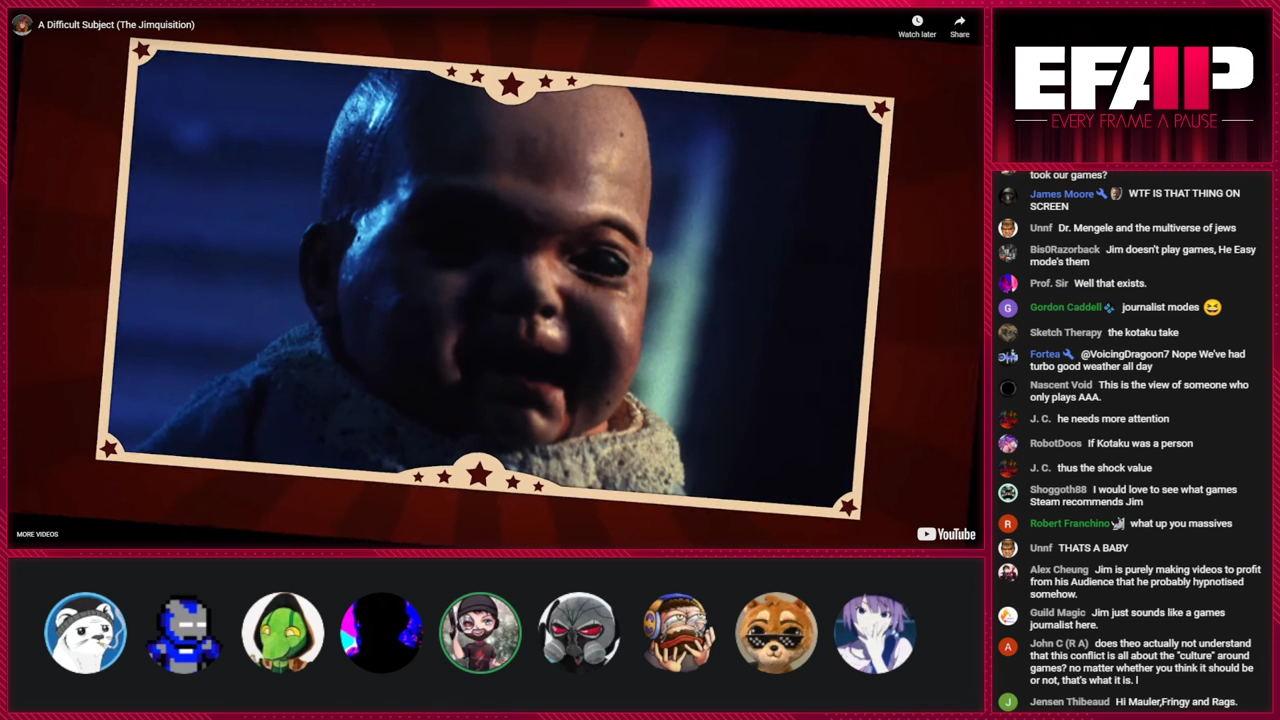 A Difficult Subject (The Jimquisition)
Watch later
Share
MORE VIDEOS
YouTube
EFAP
EVERY FRAME A PAUSE
took our games?
James Moore WTF IS THAT THING ON
SCREEN
Unnf Dr. Mengele and the multiverse of jews
Bis0Razorback Jim doesn't play games, He Easy
mode's them
Prof. Sir Well that exists.
Gordon Caddell journalist modes
Sketch Therapy the kotaku take
Fortea @VoicingDragoon7 Nope We've had
turbo good weather all day
Nascent Void This is the view of someone who
only plays AAA.
J. C. he needs more attention
RobotDoos If Kotaku was a person
J. C. thus the shock value
Shoggoth88 I would love to see what games
Steam recommends Jim
R Robert Franchino what up you massives
Unnf THATS A BABY
Alex Cheung Jim is purely making videos to profit
from his Audience that he probably hypnotised
somehow.
Guild Magic Jim just sounds like a games
journalist here.
A John C (R A) does theo actually not understand
that this conflict is all about the "culture" around
games? no matter whether you think it should be
or not, that's what it is. I
J Jensen Thibeaud Hi Mauler,Fringy and Rags.